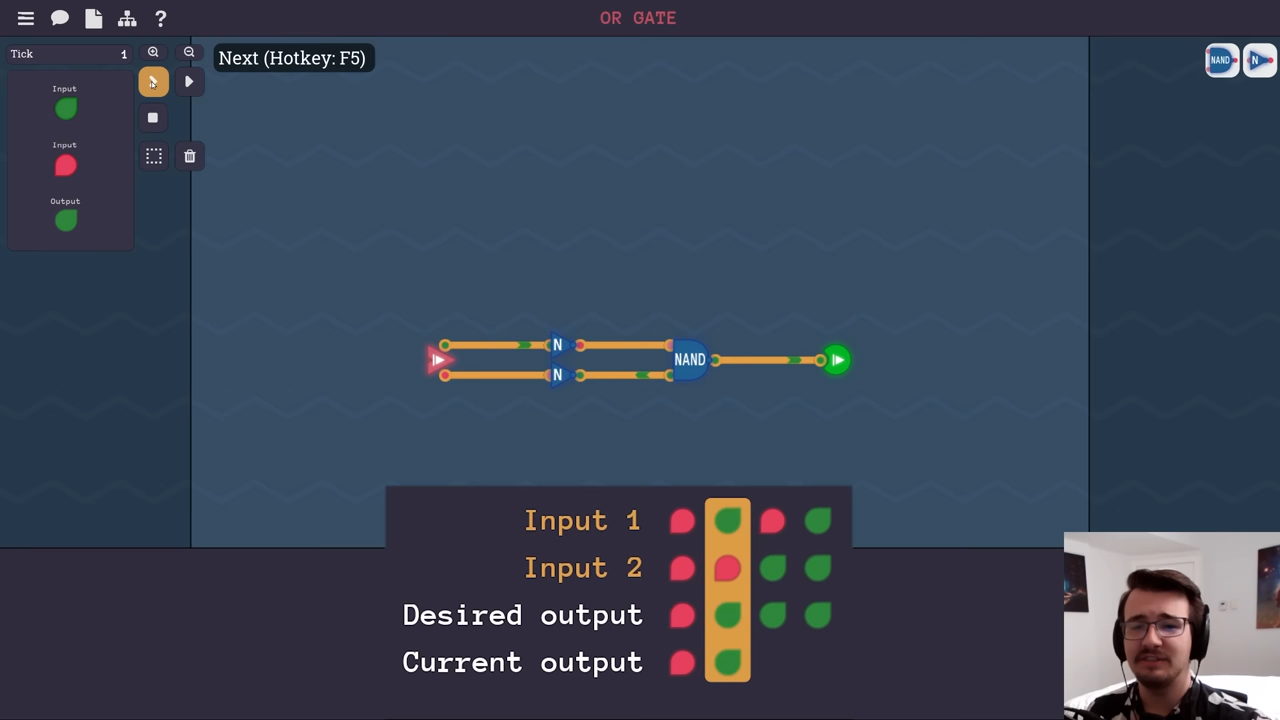 OR GATE
Tick 1
Next (Hotkey: F5)
NAND N
Input
Input
Output
N
NAND
N
Input 1
Input 2
Desired output
Current output